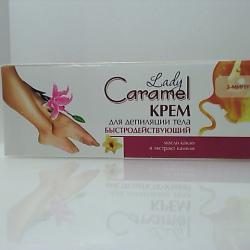 Lady
Caramel
КРЕМ
ДЛЯ ДЕПИЛЯЦИИ ТЕЛА
БЫСТРОДЕЙСТВУЮЩИЙ
масло какао
и экстракт камелии